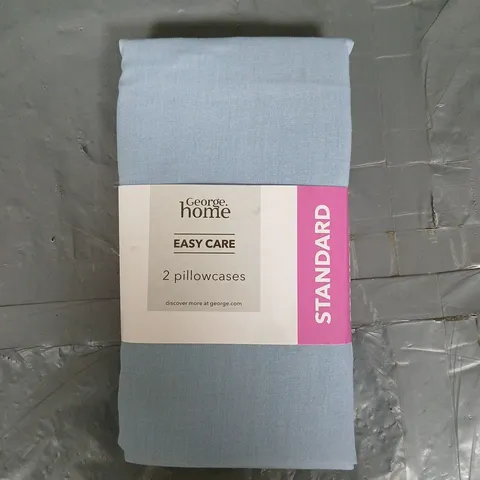 George.
home
EASY CARE
2 pillowcases
discover more at george.com
STANDARD